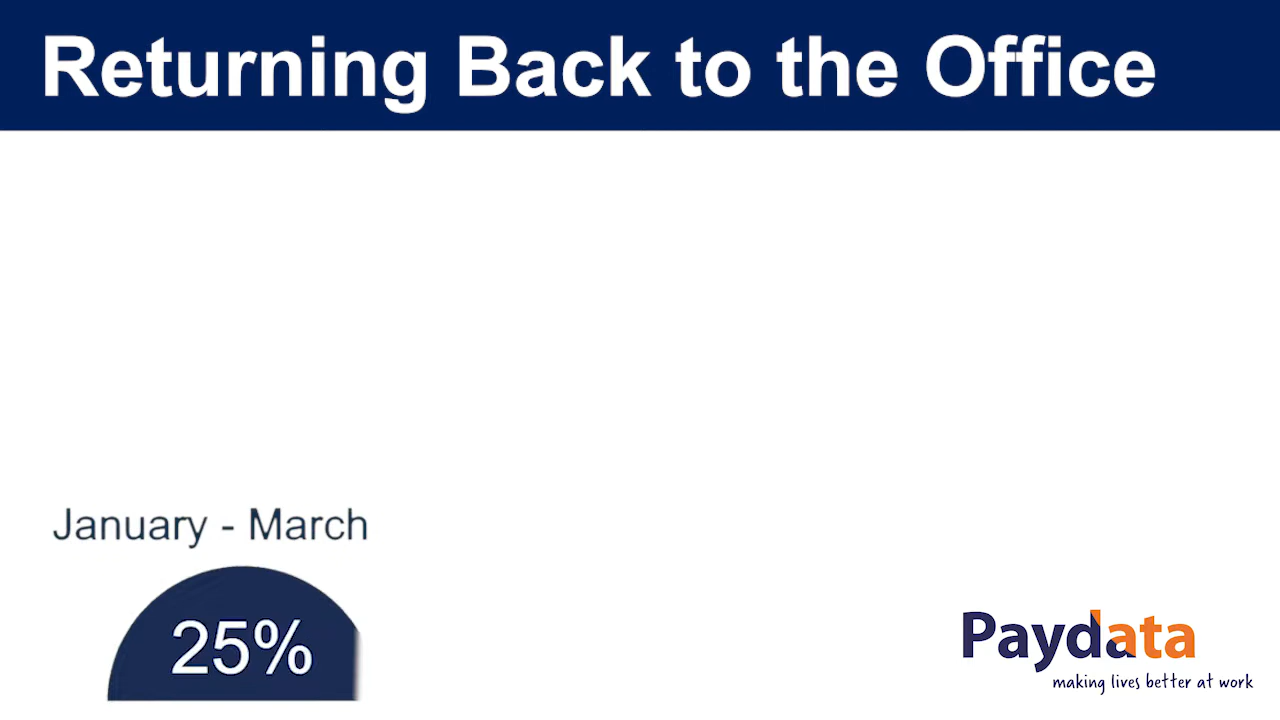 Returning Back to the Office
January - March
25%
Paydata
making lives better at work